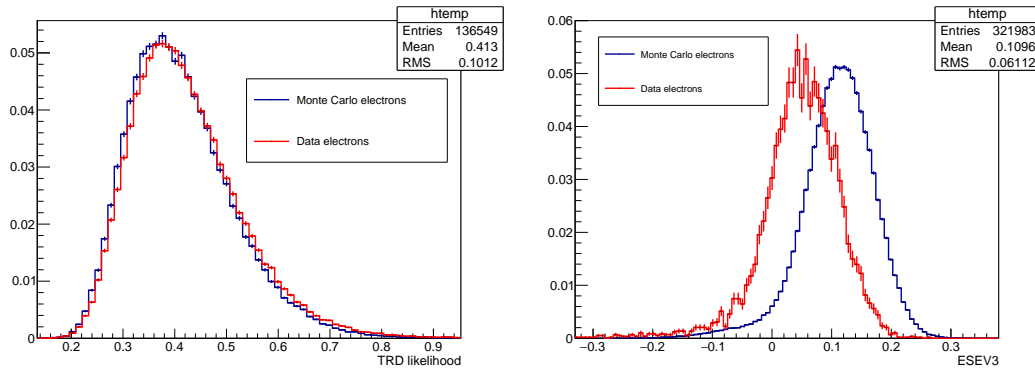 htemp
Entries 136549
Mean 0.413
RMS 0.1012
Monte Carlo electrons
Data electrons
0.05
0.04
0.03
0.02
0.01
0
0.2 0.3 0.4 0.5 0.6 0.7 0.8 0.9
TRD likelihood
htemp
Entries 321983
Mean 0.1096
RMS 0.06112
Monte Carlo electrons
Data electrons
0.06
0.05
0.04
0.03
0.02
0.01
0
−0.3 −0.2 −0.1 0 0.1 0.2 0.3
ESEV3